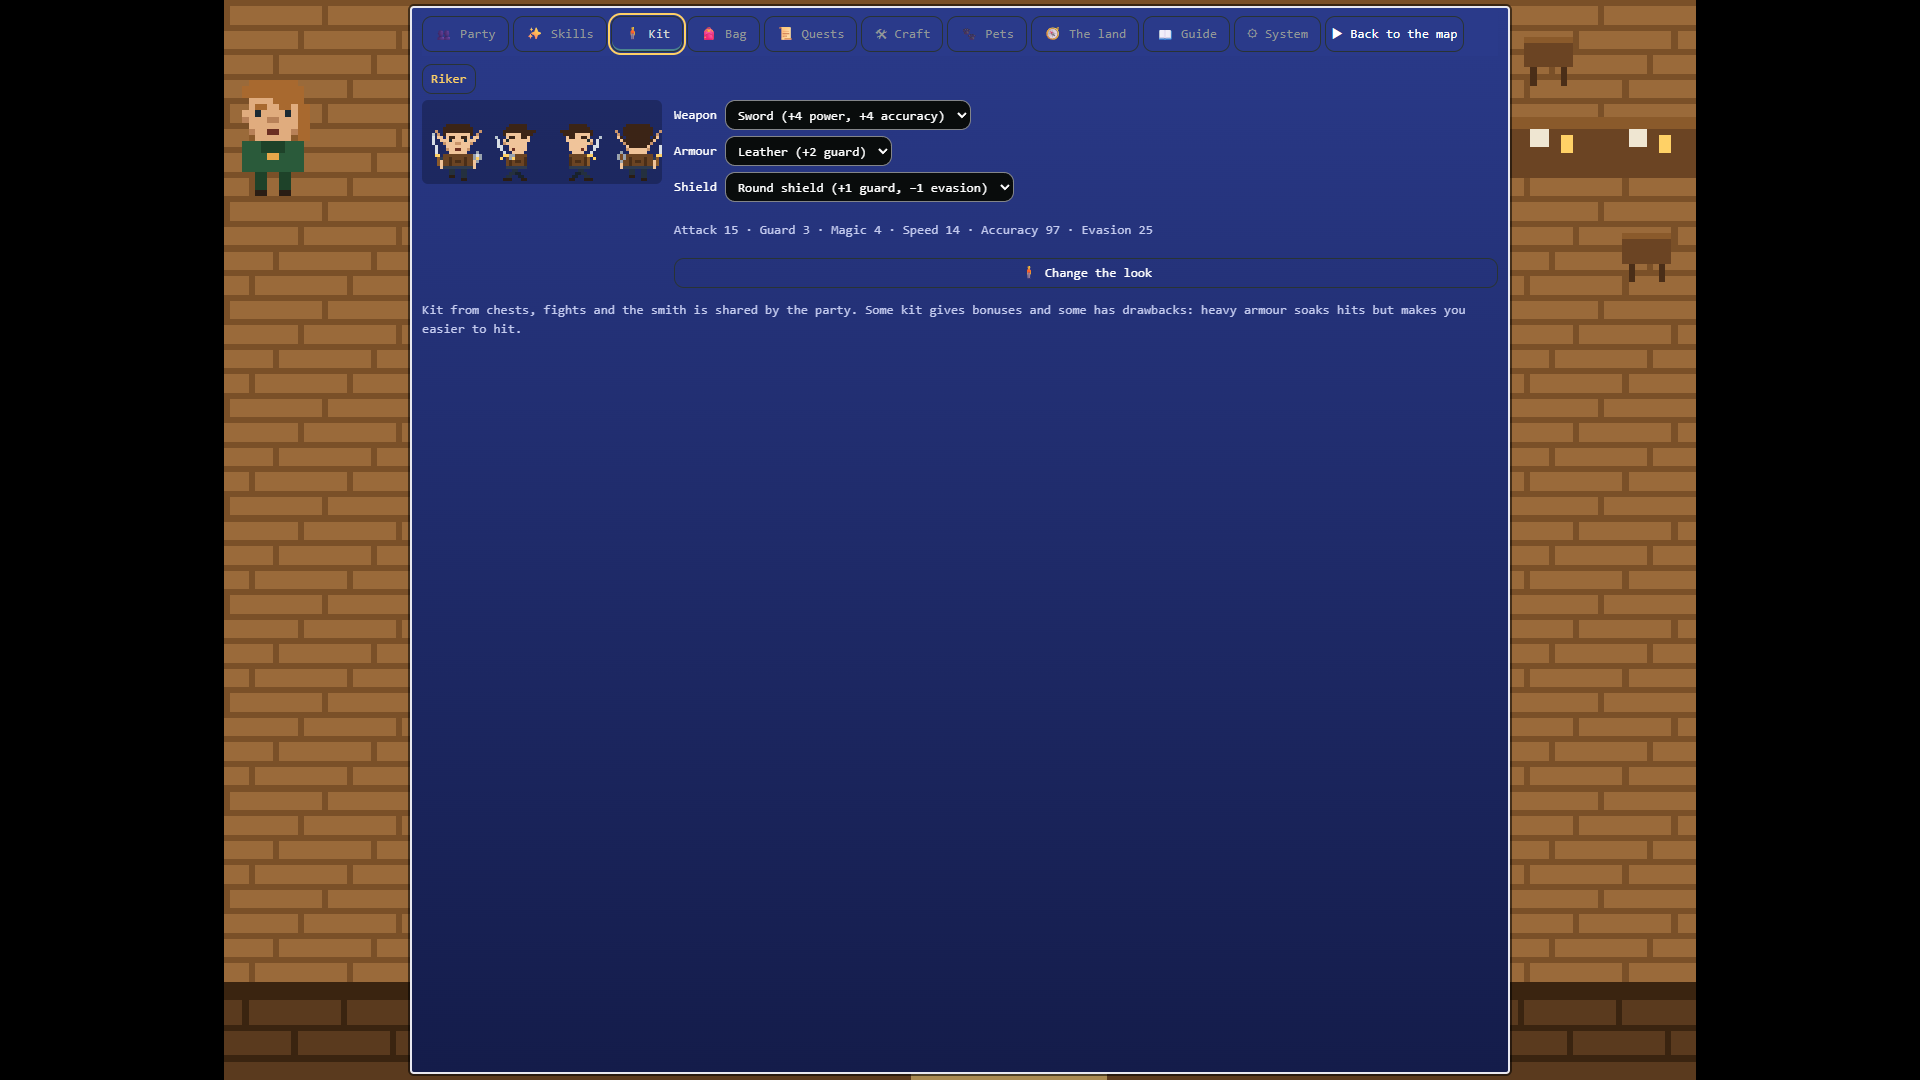 Party Skills Kit Bag Quests Craft Pets The land Guide System Back to the map
Riker
Weapon Sword (+4 power, +4 accuracy)
Armour Leather (+2 guard)
Shield Round shield (+1 guard, −1 evasion)
Attack 15 · Guard 3 · Magic 4 · Speed 14 · Accuracy 97 · Evasion 25
Change the look
Kit from chests, fights and the smith is shared by the party. Some kit gives bonuses and some has drawbacks: heavy armour soaks hits but makes you
easier to hit.